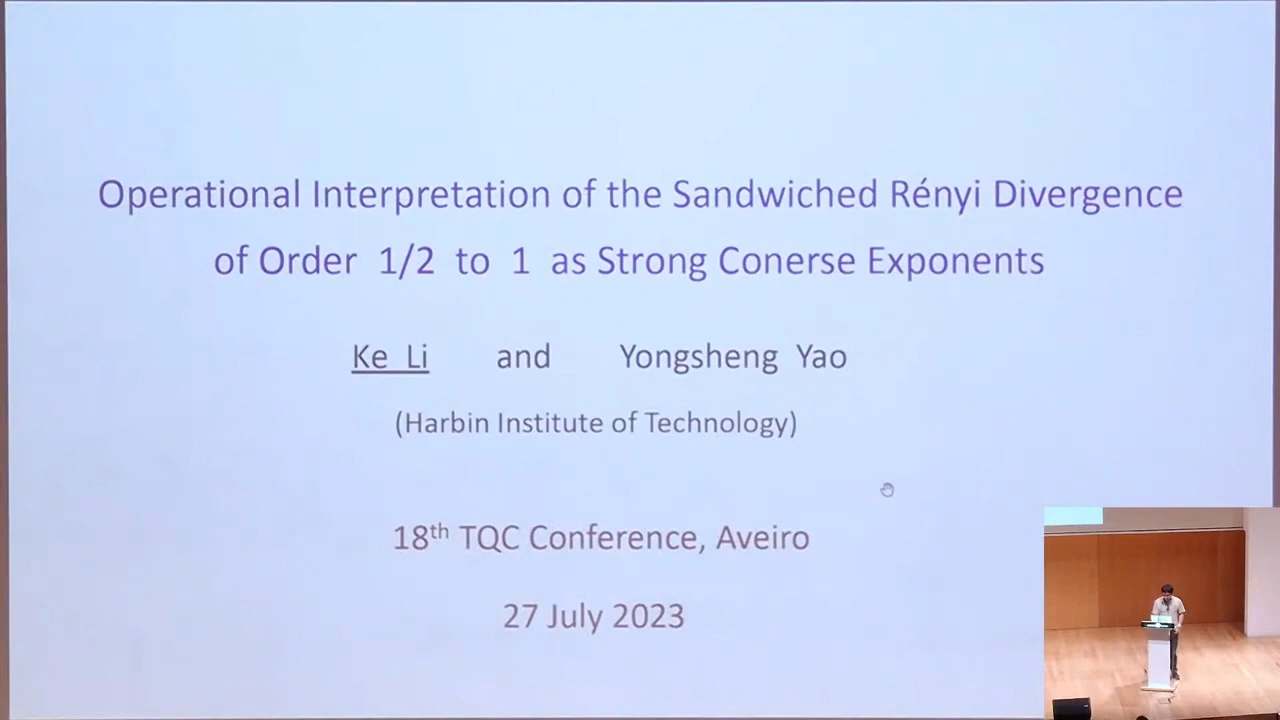 Operational Interpretation of the Sandwiched Rényi Divergence
of Order 1/2 to 1 as Strong Conerse Exponents
Ke Li and Yongsheng Yao
(Harbin Institute of Technology)
18th TQC Conference, Aveiro
27 July 2023